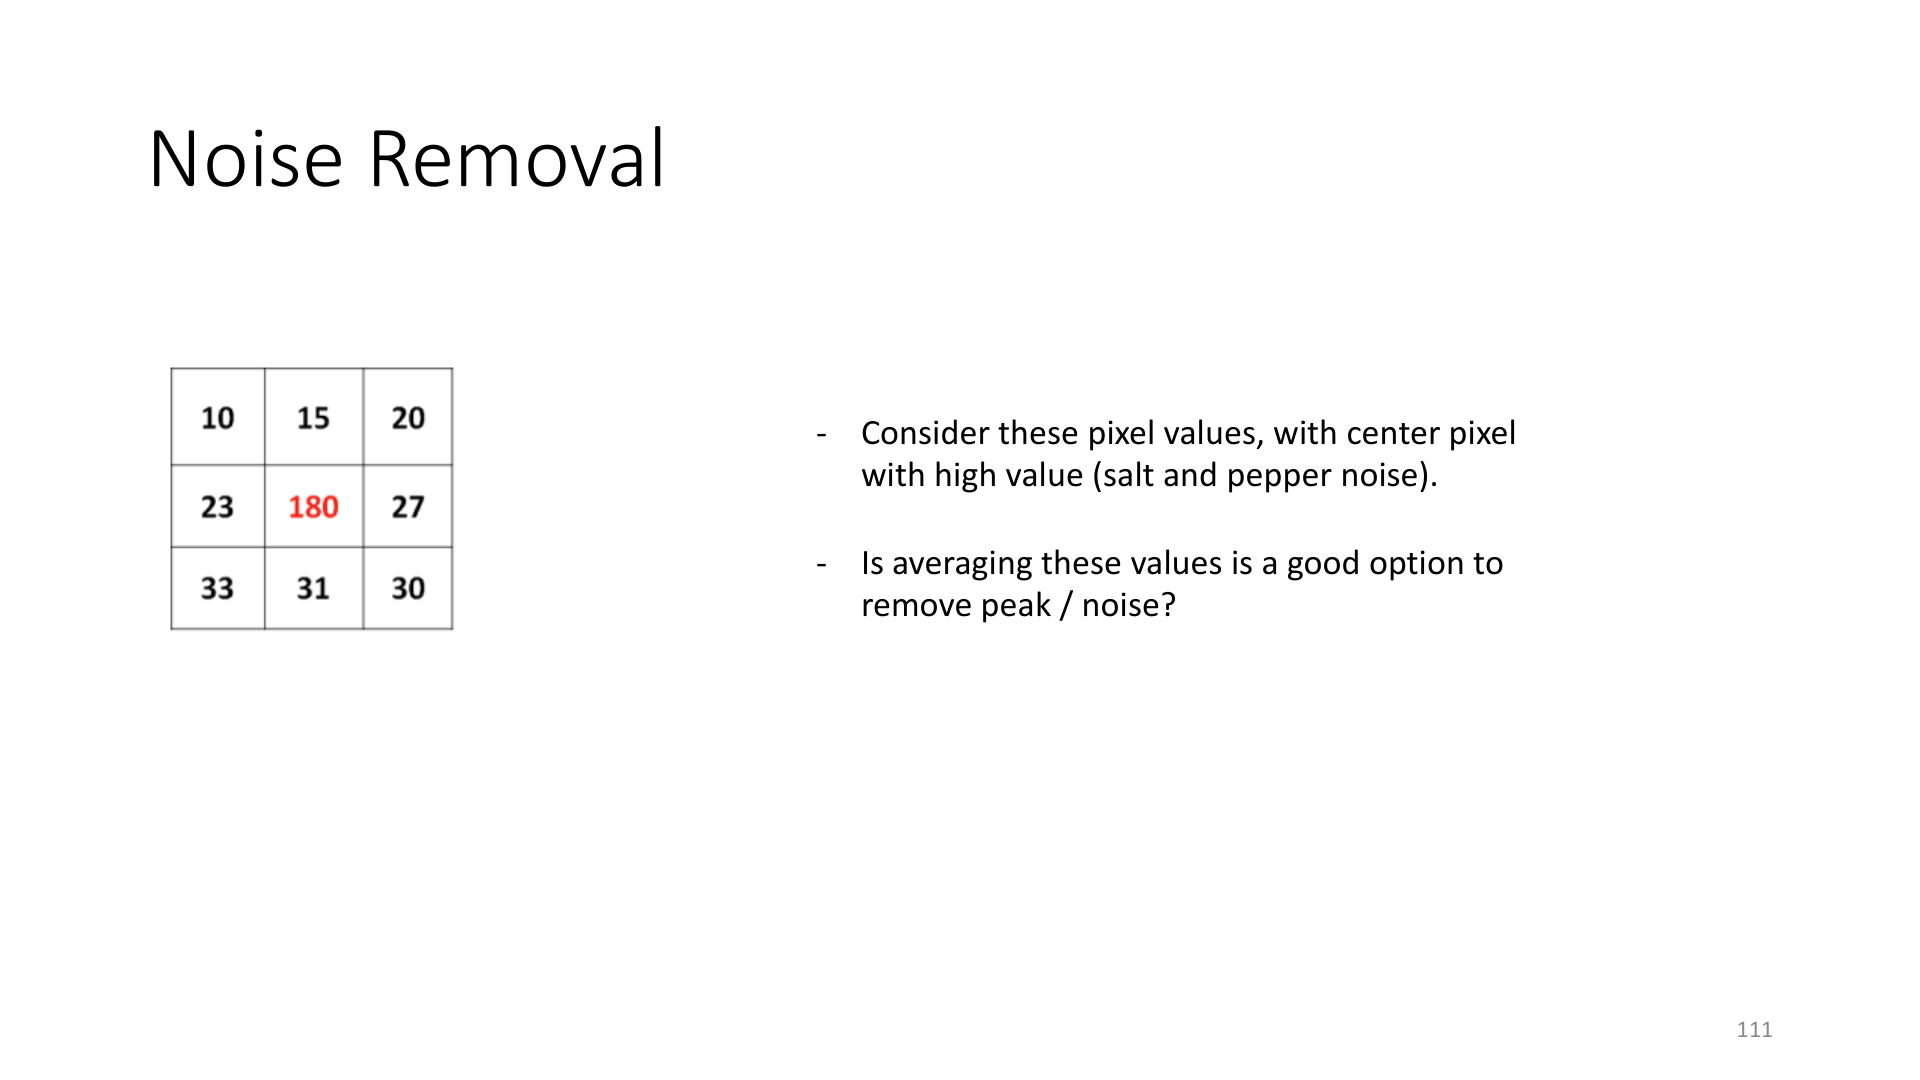 Noise Removal
10 15 20
23 180 27
33 31 30
- Consider these pixel values, with center pixel
with high value (salt and pepper noise).
- Is averaging these values is a good option to
remove peak / noise?
111